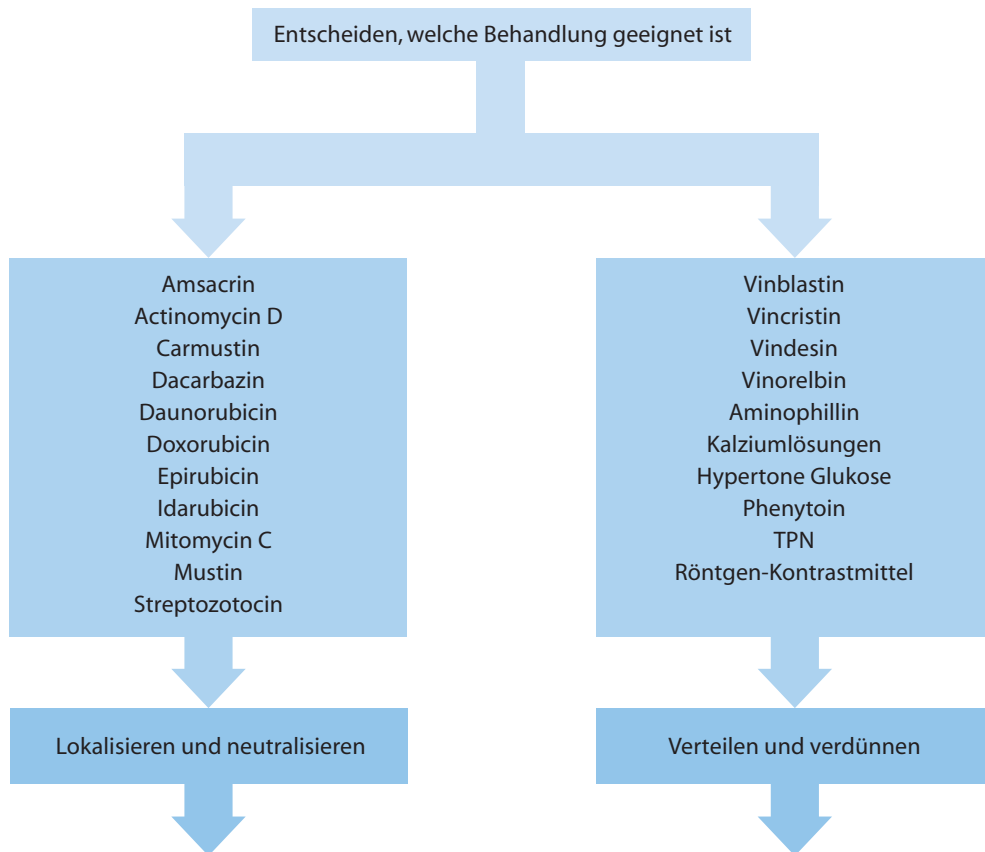 Entscheiden, welche Behandlung geeignet ist
Amsacrin
Actinomycin D
Carmustin
Dacarbazin
Daunorubicin
Doxorubicin
Epirubicin
Idarubicin
Mitomycin C
Mustin
Streptozotocin
Vinblastin
Vincristin
Vindesin
Vinorelbin
Aminophillin
Kalziumlösungen
Hypertone Glukose
Phenytoin
TPN
Röntgen-Kontrastmittel
Lokalisieren und neutralisieren
Verteilen und verdünnen